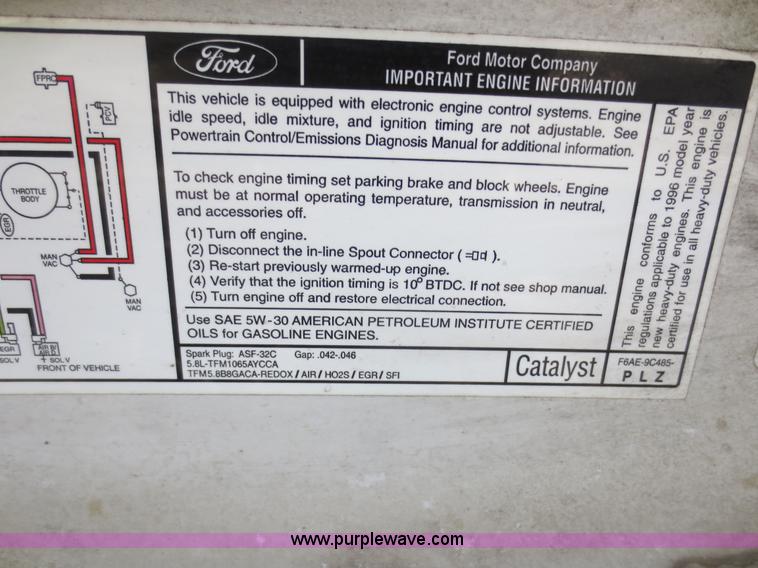 FPRC
PCV
THROTTLE
BODY
EGR
MAN
VAC
MAN
VAC
EGR
SOL V
AIR B/
AIR D
+ SOL V
FRONT OF VEHICLE
Ford
Ford Motor Company
IMPORTANT ENGINE INFORMATION
This vehicle is equipped with electronic engine control systems. Engine
idle speed, idle mixture, and ignition timing are not adjustable. See
Powertrain Control/Emissions Diagnosis Manual for additional information.
To check engine timing set parking brake and block wheels. Engine
must be at normal operating temperature, transmission in neutral,
and accessories off.
(1) Turn off engine.
(2) Disconnect the in-line Spout Connector ( ).
(3) Re-start previously warmed-up engine.
(4) Verify that the ignition timing is 10° BTDC. If not see shop manual.
(5) Turn engine off and restore electrical connection.
Use SAE 5W-30 AMERICAN PETROLEUM INSTITUTE CERTIFIED
OILS for GASOLINE ENGINES.
Spark Plug: ASF-32C Gap: .042-.046
5.8L-TFM1065AYCCA
TFM5.8B8GACA-REDOX/AIR/HO2S/EGR/SFI
Catalyst
F6AE-9C485-
P L Z
This engine conforms to U.S. EPA
regulations applicable to 1996 model year
new heavy-duty engines. This engine is
certified for use in all heavy-duty vehicles.
www.purplewave.com